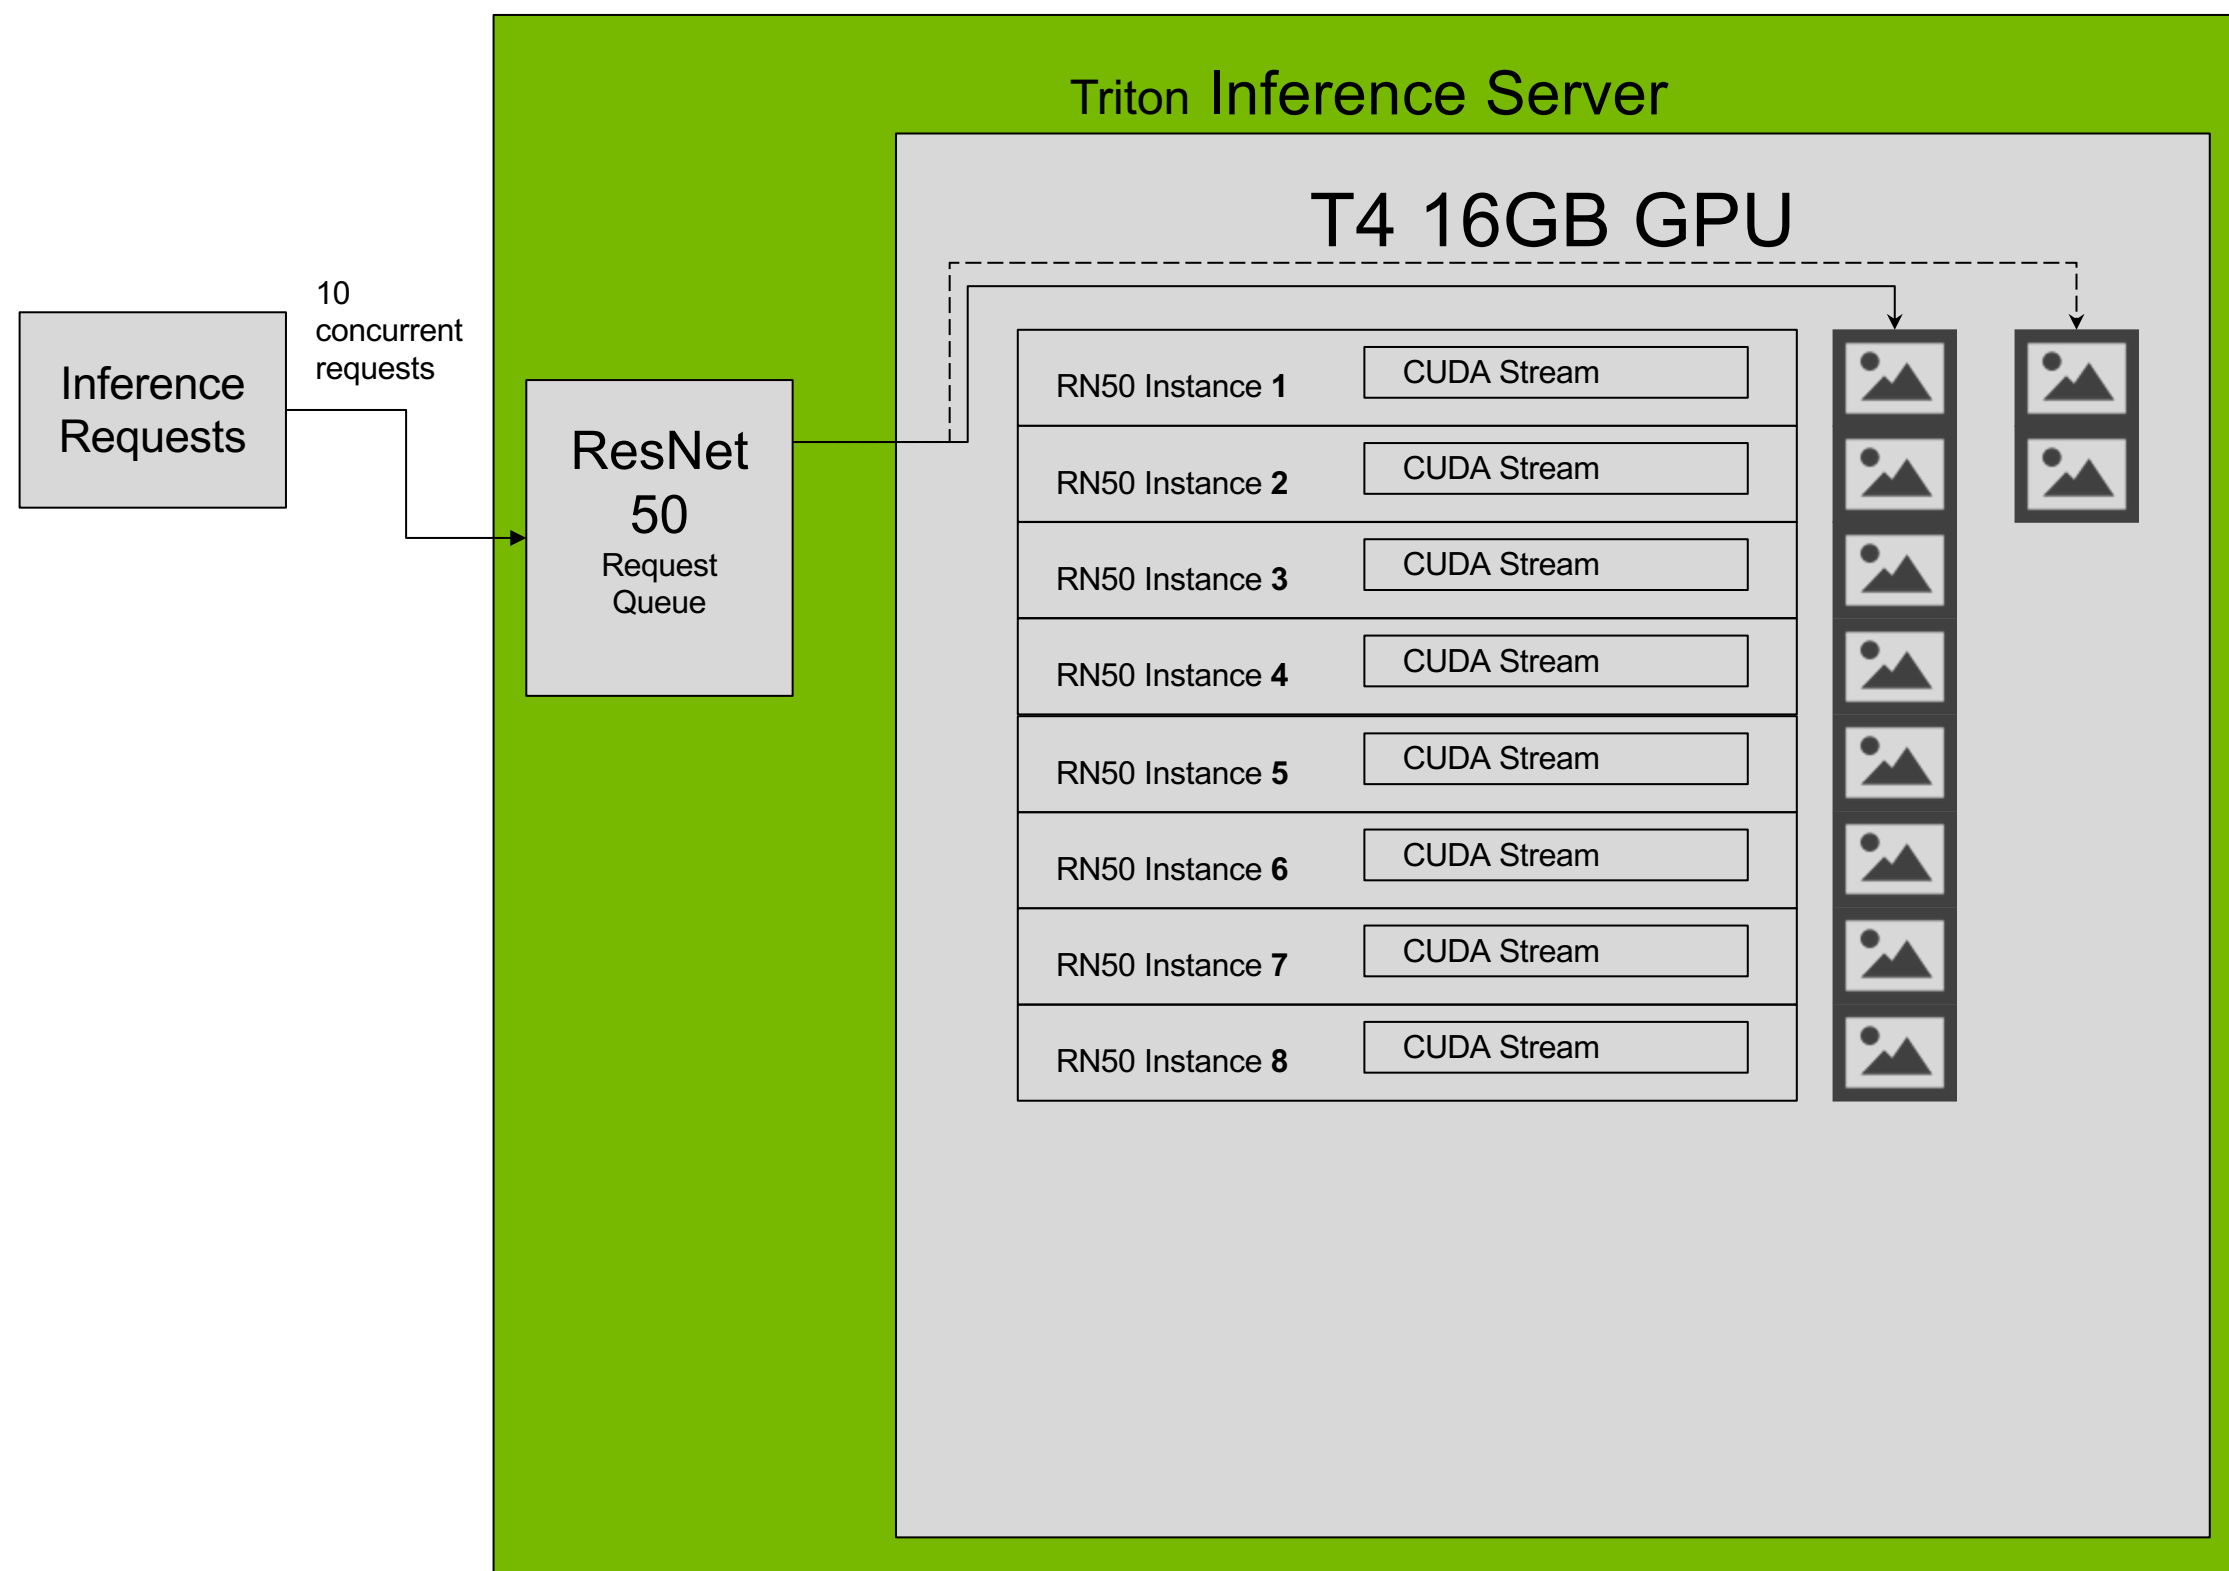 Triton Inference Server
T4 16GB GPU
10
concurrent
requests
Inference
Requests
ResNet
50
Request
Queue
RN50 Instance 1
CUDA Stream
RN50 Instance 2
CUDA Stream
RN50 Instance 3
CUDA Stream
RN50 Instance 4
CUDA Stream
RN50 Instance 5
CUDA Stream
RN50 Instance 6
CUDA Stream
RN50 Instance 7
CUDA Stream
RN50 Instance 8
CUDA Stream